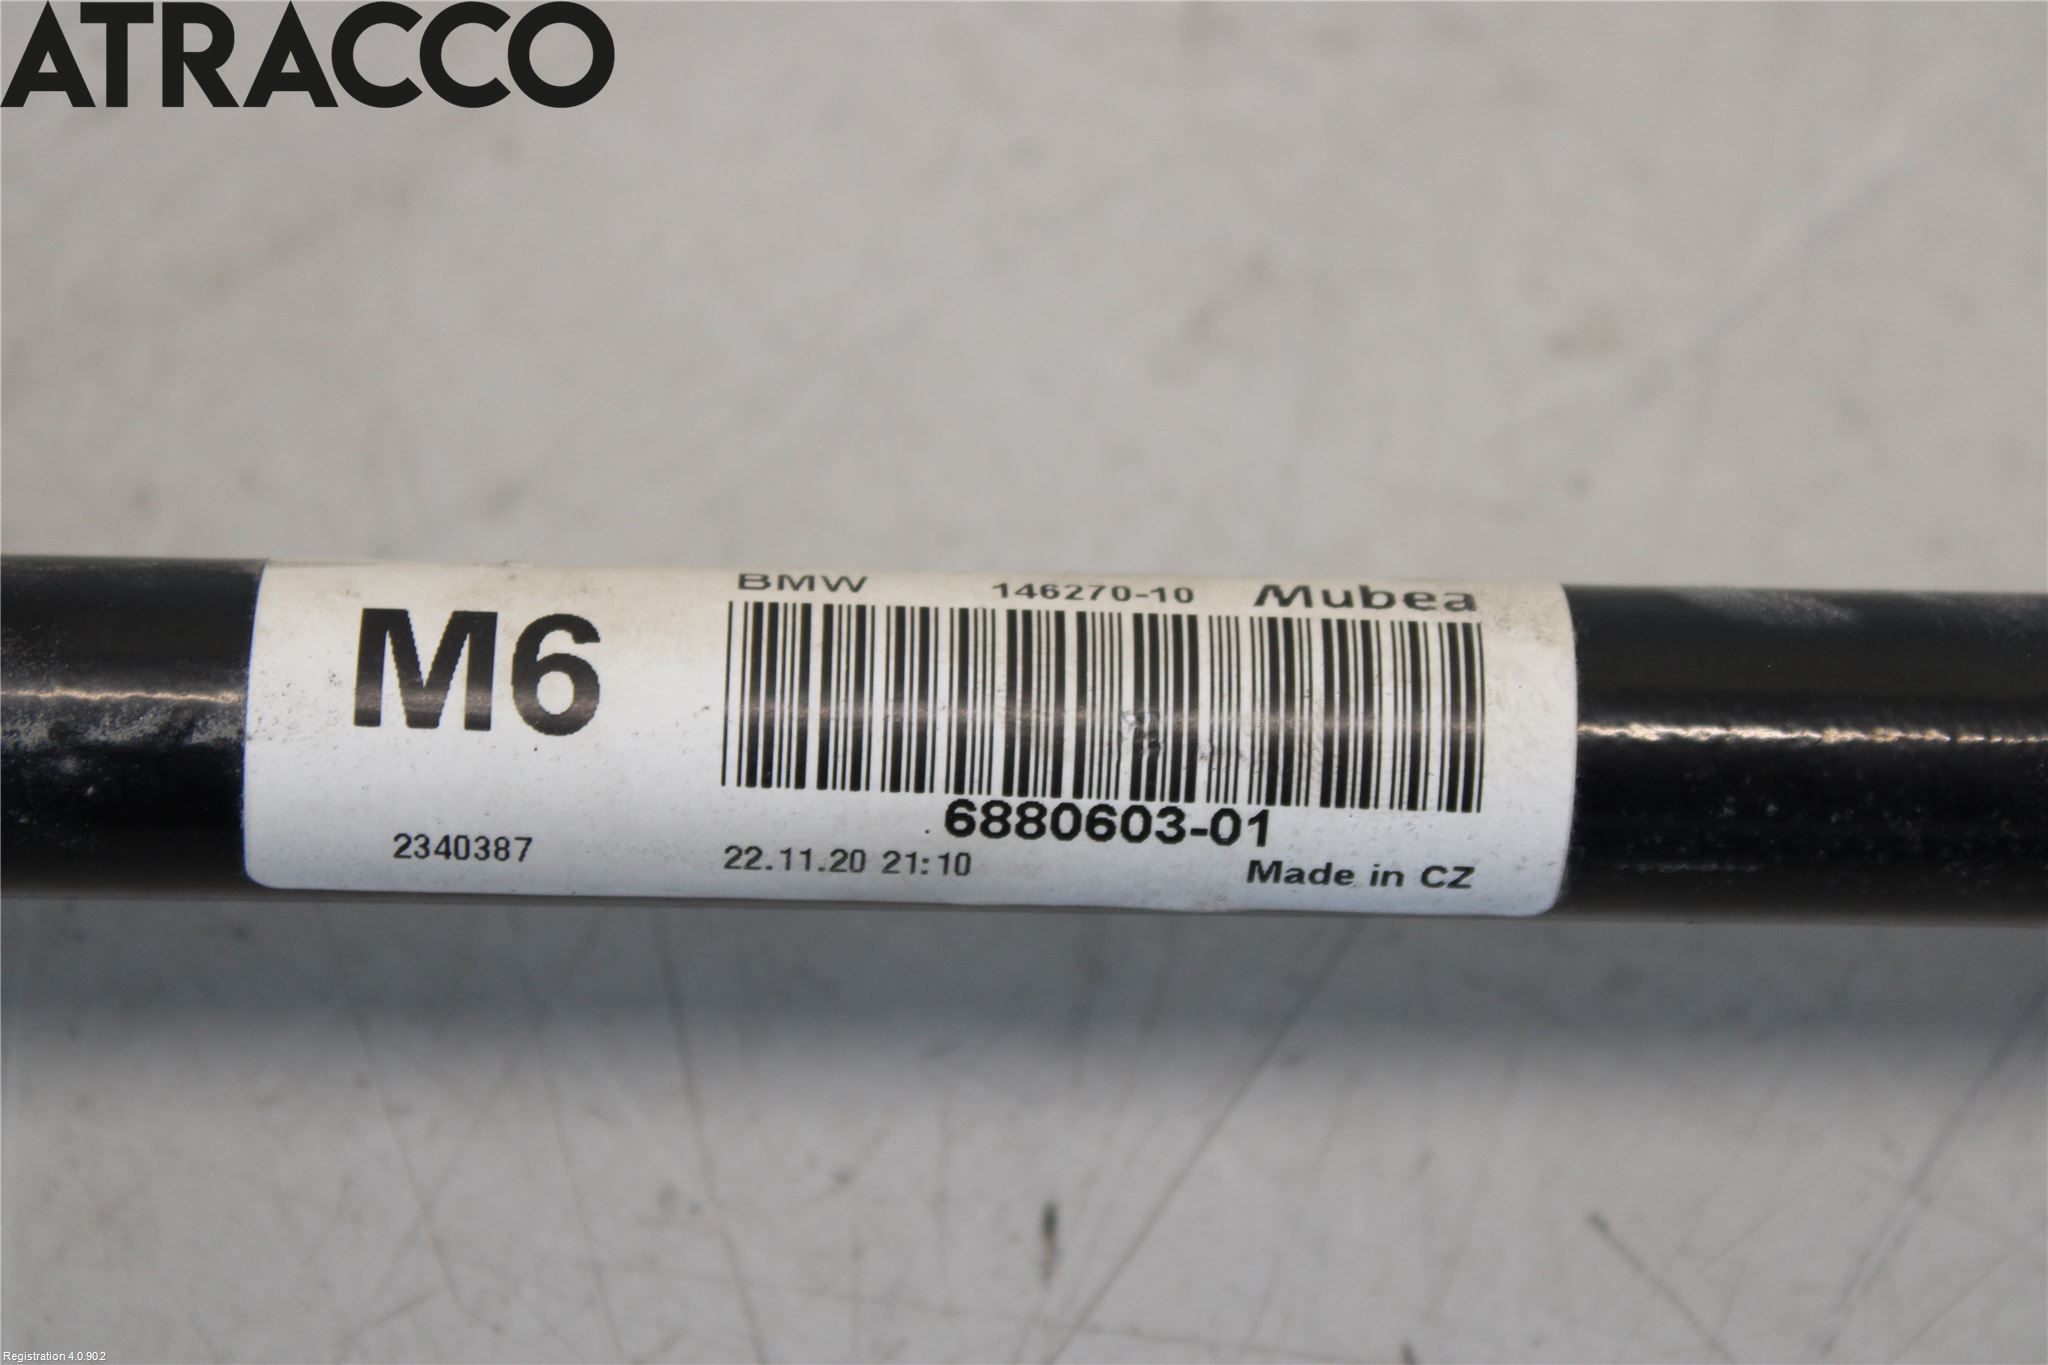 ATRACCO
BMW 146270-10 Mubea
M6
6880603-01
2340387 22.11.20 21:10 Made in CZ
Registration 4.0.902